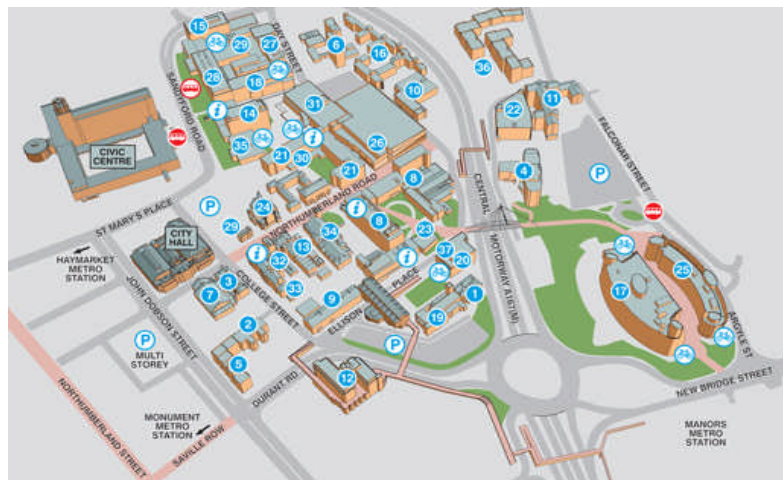 15
29
27
DAY STREET
6
16
36
28
18
SANDYFORD ROAD
i
14
31
10
22
11
CIVIC
CENTRE
35
i
26
FALCONAR STREET
21
30
21
8
4
CENTRAL
MOTORWAY A167(M)
ST MARY'S PLACE
P
24
NORTHUMBERLAND ROAD
i
8
23
P
CITY
HALL
29
34
HAYMARKET
METRO
STATION
i
32
13
i
37
20
7
3
33
COLLEGE STREET
9
ELLISON PLACE
1
19
17
25
ARGYLE ST
JOHN DOBSON STREET
2
5
P
MULTI
STOREY
P
12
DURANT RD
NEW BRIDGE STREET
NORTHUMBERLAND STREET
MONUMENT
METRO
STATION
SAVILLE ROW
MANORS
METRO
STATION